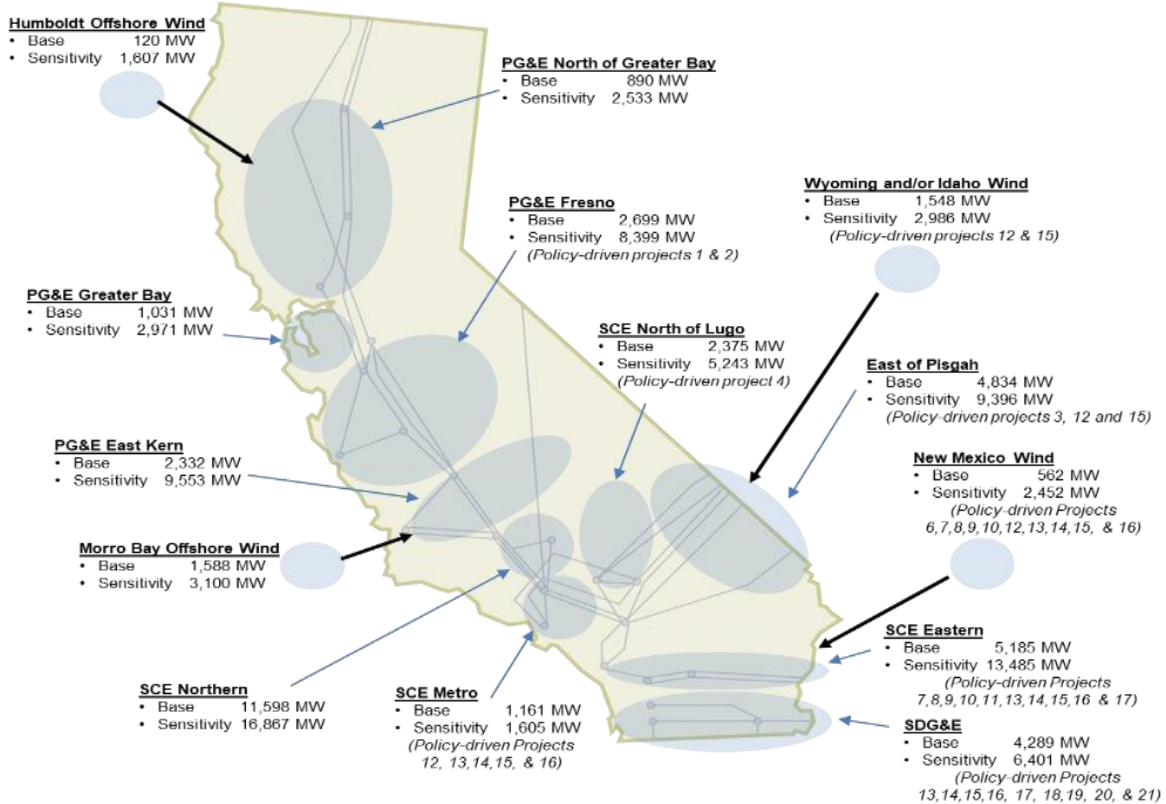 Humboldt Offshore Wind
• Base 120 MW
• Sensitivity 1,607 MW
PG&E North of Greater Bay
• Base 890 MW
• Sensitivity 2,533 MW
Wyoming and/or Idaho Wind
• Base 1,548 MW
• Sensitivity 2,986 MW
(Policy-driven projects 12 & 15)
PG&E Fresno
• Base 2,699 MW
• Sensitivity 8,399 MW
(Policy-driven projects 1 & 2)
PG&E Greater Bay
• Base 1,031 MW
• Sensitivity 2,971 MW
SCE North of Lugo
• Base 2,375 MW
• Sensitivity 5,243 MW
(Policy-driven project 4)
East of Pisgah
• Base 4,834 MW
• Sensitivity 9,396 MW
(Policy-driven projects 3, 12 and 15)
PG&E East Kern
• Base 2,332 MW
• Sensitivity 9,553 MW
New Mexico Wind
• Base 562 MW
• Sensitivity 2,452 MW
(Policy-driven Projects
6,7,8,9,10,12,13,14,15, & 16)
Morro Bay Offshore Wind
• Base 1,588 MW
• Sensitivity 3,100 MW
SCE Eastern
• Base 5,185 MW
• Sensitivity 13,485 MW
(Policy-driven Projects
7,8,9,10,11,13,14,15,16 & 17)
SCE Northern
• Base 11,598 MW
• Sensitivity 16,867 MW
SCE Metro
• Base 1,161 MW
• Sensitivity 1,605 MW
(Policy-driven Projects
12, 13,14,15, & 16)
SDG&E
• Base 4,289 MW
• Sensitivity 6,401 MW
(Policy-driven Projects
13,14,15,16, 17, 18,19, 20, & 21)